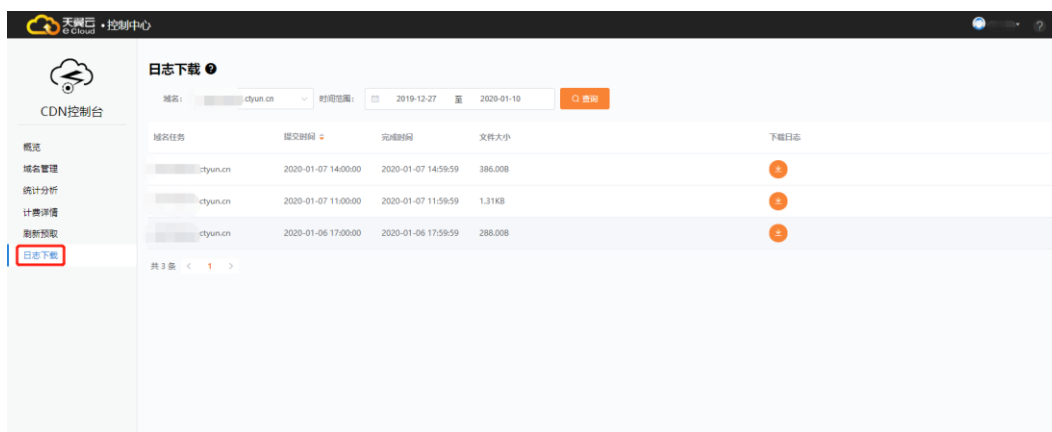 天翼云 e Cloud · 控制中心
CDN控制台
概览
域名管理
统计分析
计费详情
刷新预取
日志下载
日志下载
域名： .ctyun.cn 时间范围： 2019-12-27 至 2020-01-10 查询
域名任务 提交时间 完成时间 文件大小 下载日志
ctyun.cn 2020-01-07 14:00:00 2020-01-07 14:59:59 386.00B
ctyun.cn 2020-01-07 11:00:00 2020-01-07 11:59:59 1.31KB
ctyun.cn 2020-01-06 17:00:00 2020-01-06 17:59:59 288.00B
共 3 条 < 1 >